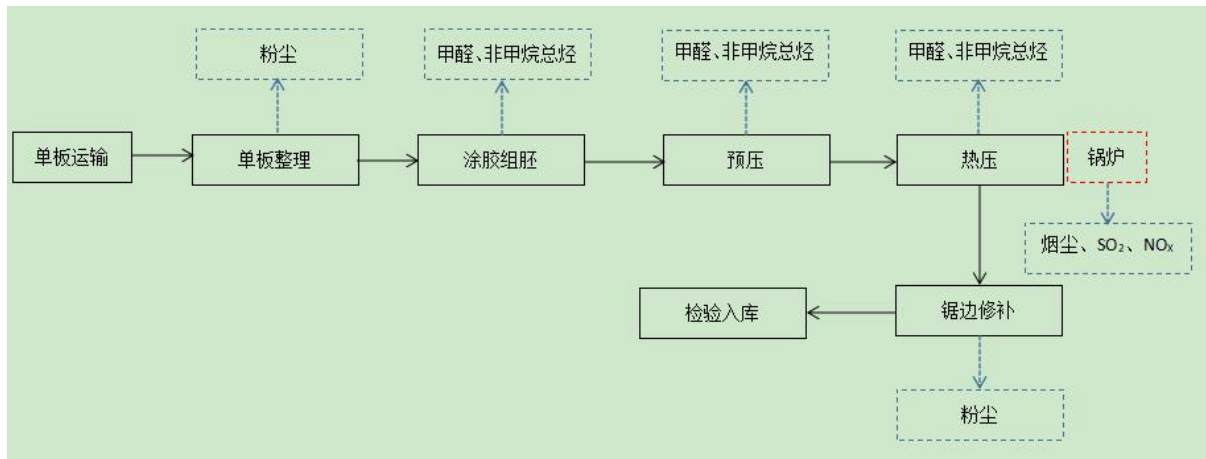 粉尘
甲醛、非甲烷总烃
甲醛、非甲烷总烃
甲醛、非甲烷总烃
单板运输
单板整理
涂胶组胚
预压
热压
锅炉
烟尘、SO₂、NOₓ
检验入库
锯边修补
粉尘